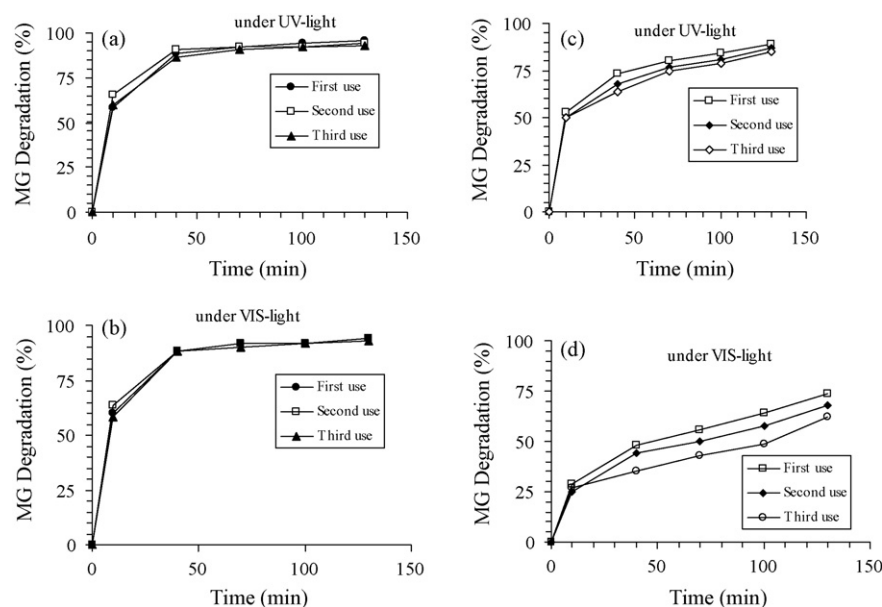 (a)
under UV-light
MG Degradation (%)
100
75
50
25
0
First use
Second use
Third use
0
50
100
150
Time (min)
(c)
under UV-light
MG Degradation (%)
100
75
50
25
0
First use
Second use
Third use
0
50
100
150
Time (min)
(b)
under VIS-light
MG Degradation (%)
100
75
50
25
0
First use
Second use
Third use
0
50
100
150
Time (min)
(d)
under VIS-light
MG Degradation (%)
100
75
50
25
0
First use
Second use
Third use
0
50
100
150
Time (min)